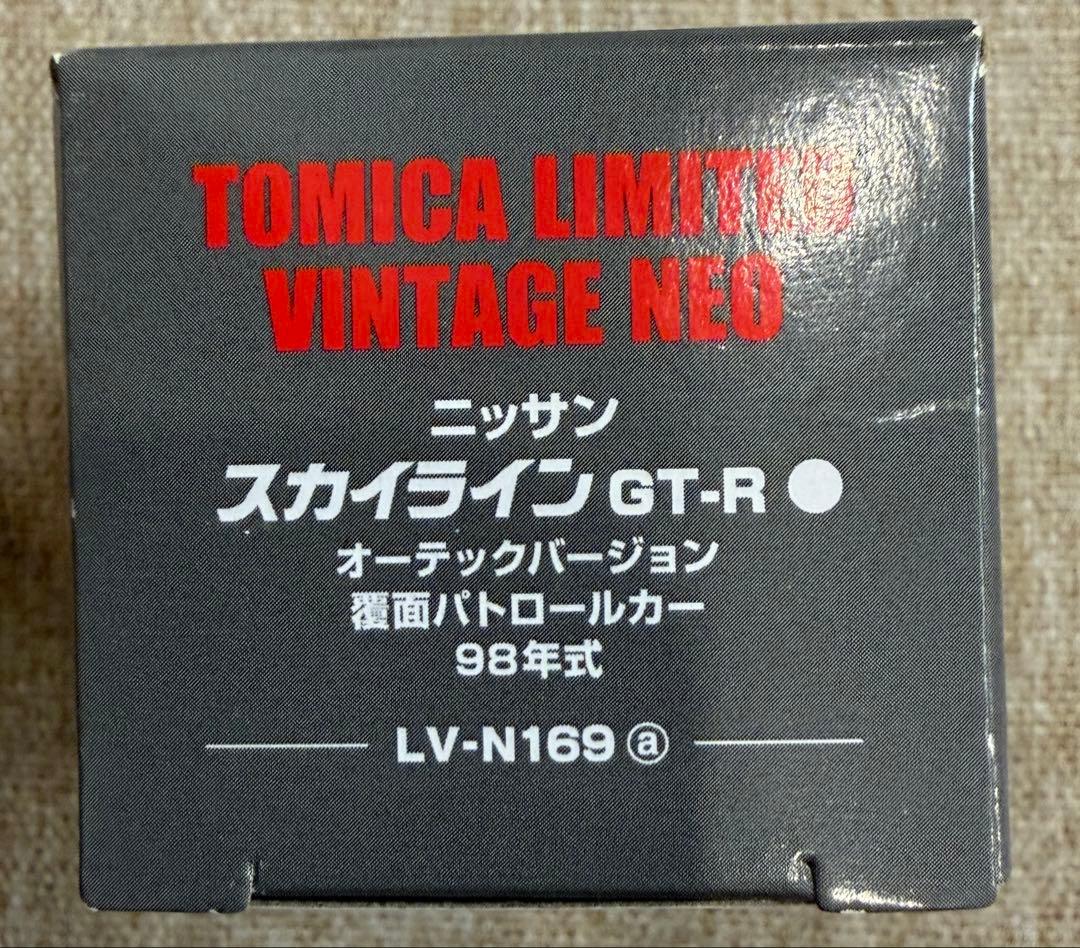 TOMICA LIMITED
VINTAGE NEO
ニッサン
スカイライン GT-R ●
オーテックバージョン
覆面パトロールカー
98年式
LV-N169 ⓐ